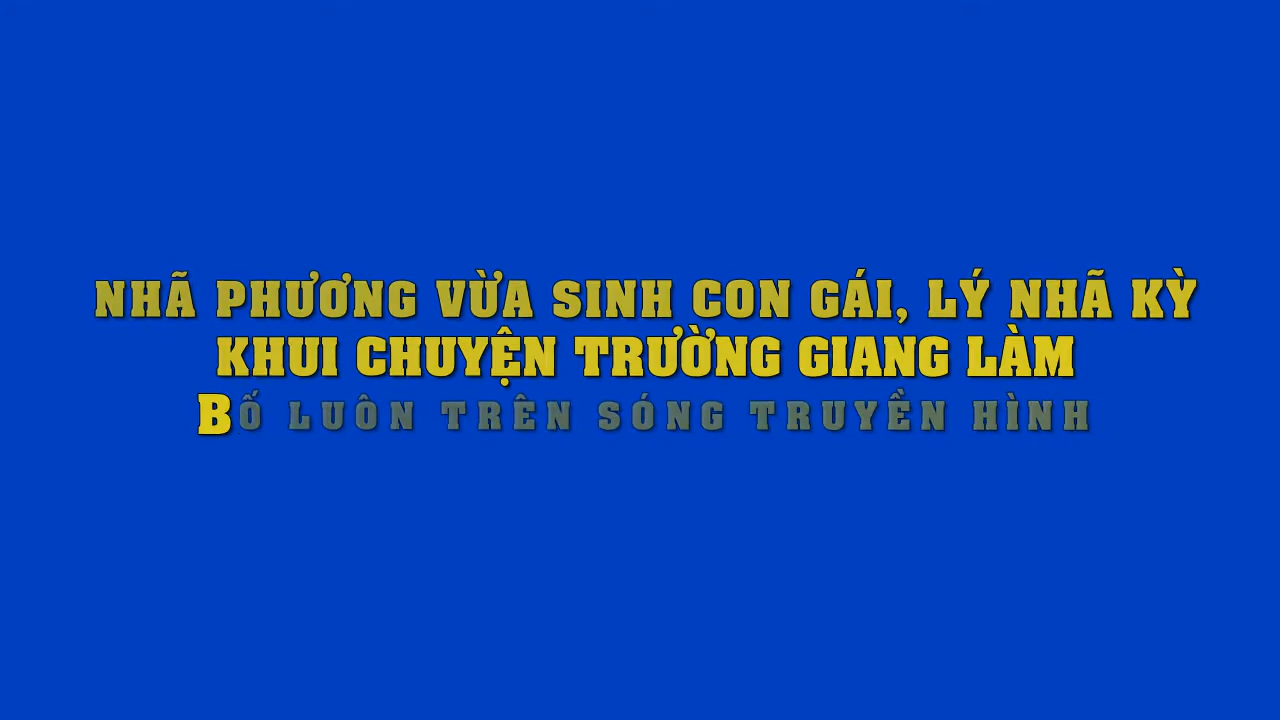 NHÃ PHƯƠNG VỪA SINH CON GÁI, LÝ NHÃ KỲ
KHUI CHUYỆN TRƯỜNG GIANG LÀM
BỐ LUÔN TRÊN SÓNG TRUYỀN HÌNH